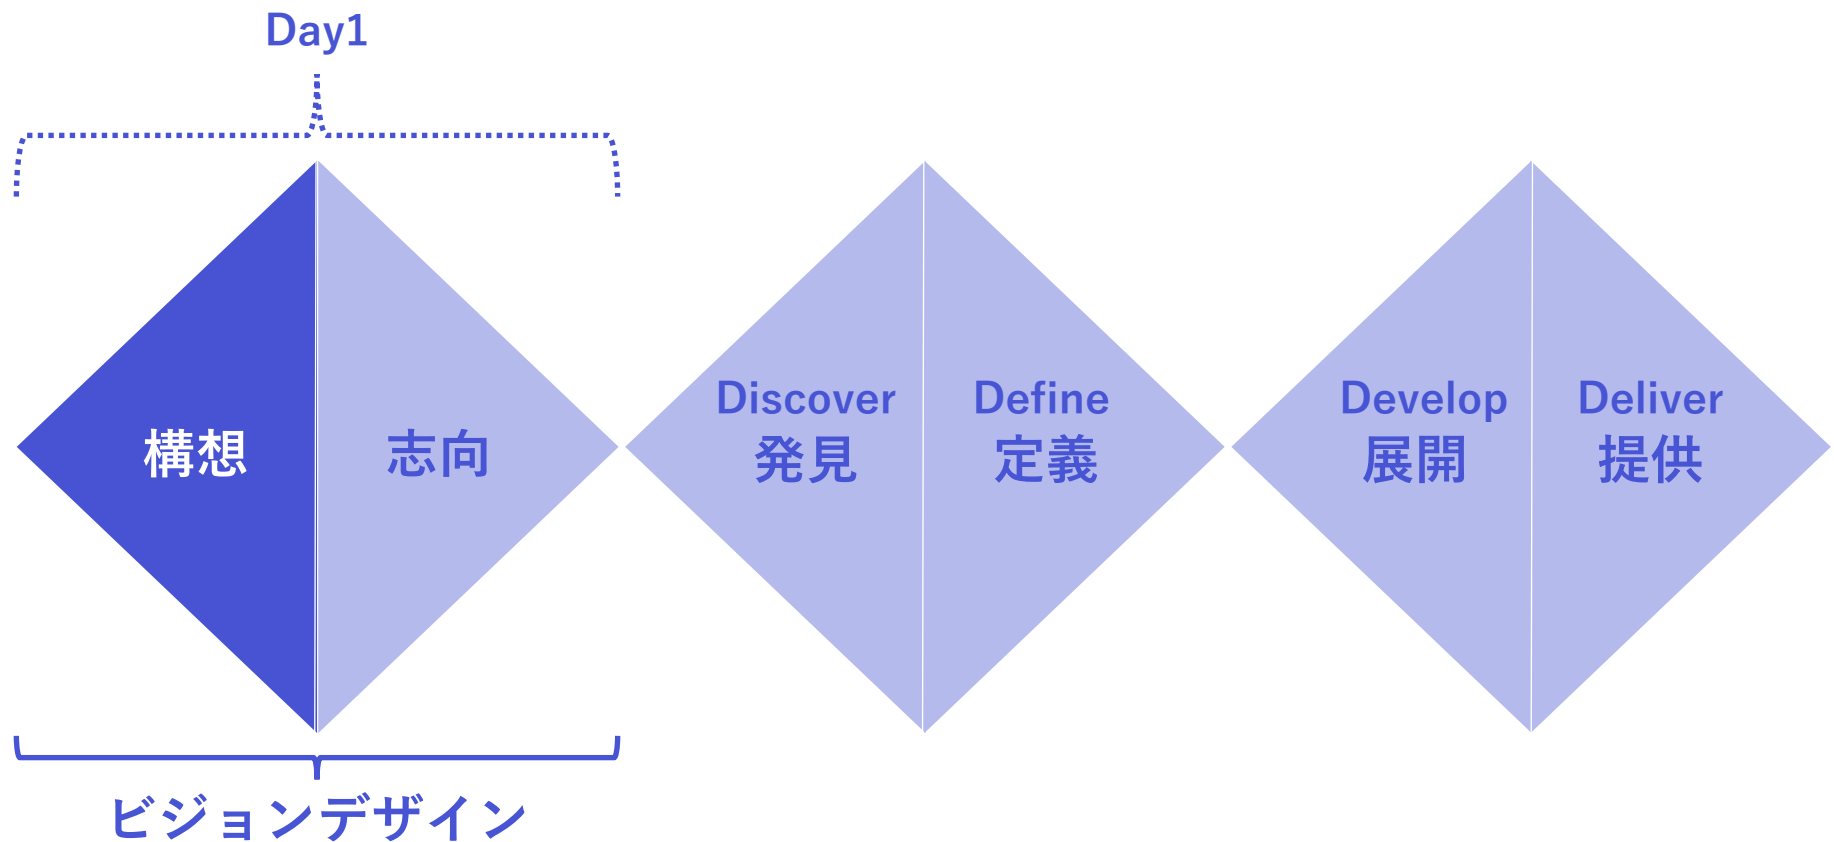 Day1
構想
志向
Discover
発見
Define
定義
Develop
展開
Deliver
提供
ビジョンデザイン